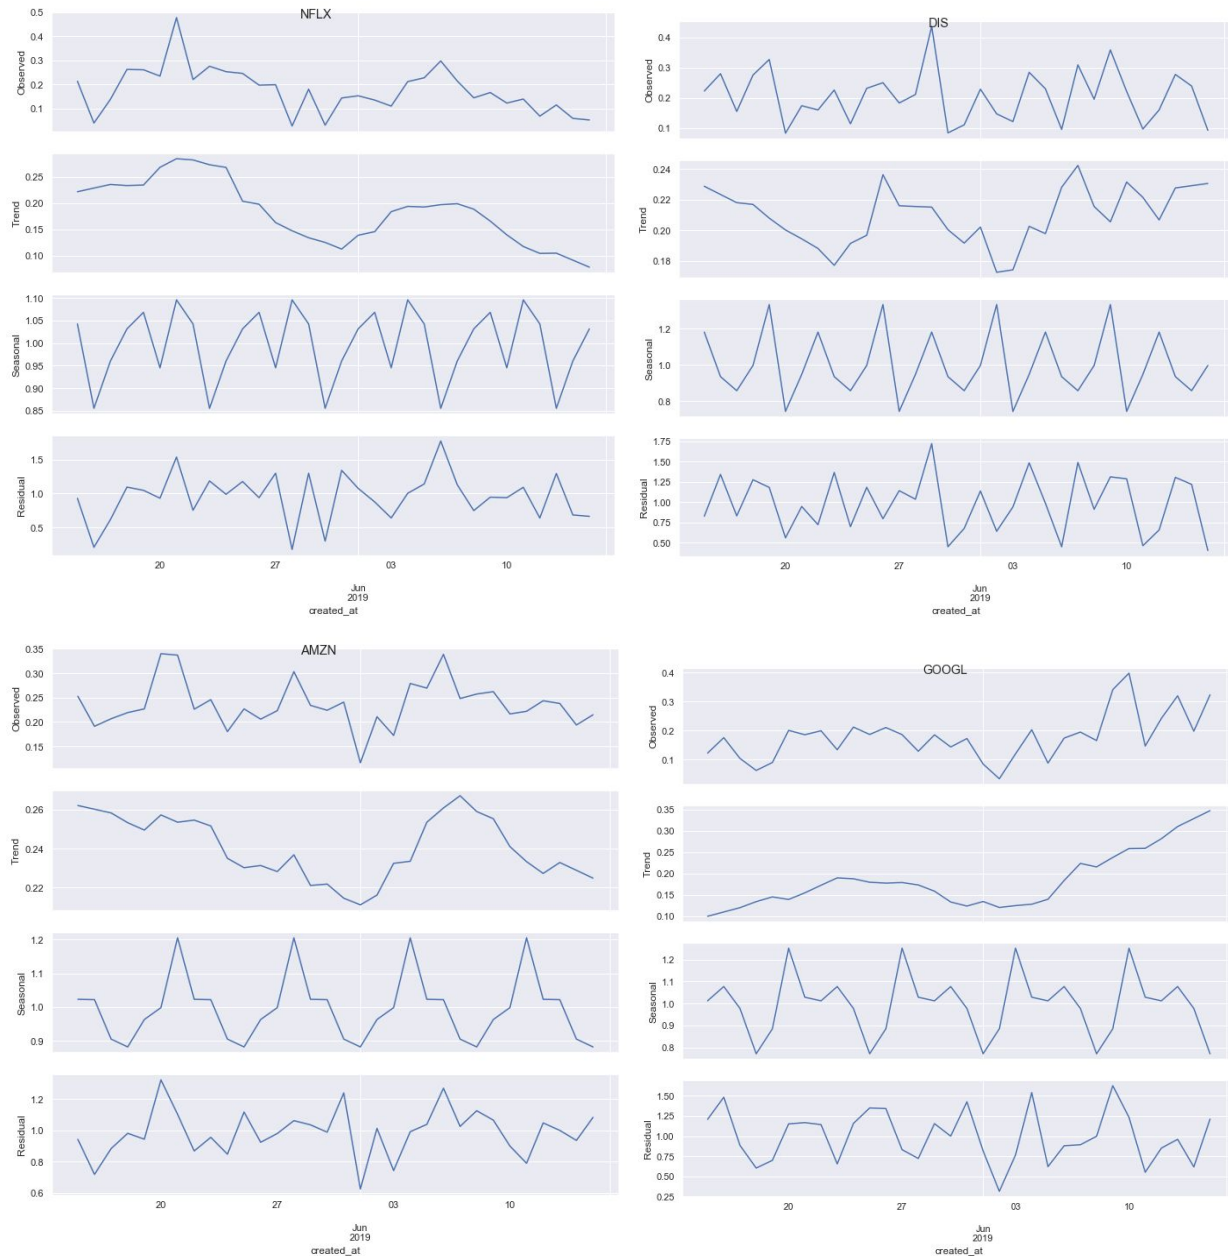 NFLX
0.5
0.4
0.3
0.2
0.1
Observed
0.25
0.20
0.15
0.10
Trend
1.10
1.05
1.00
0.95
0.90
0.85
Seasonal
1.5
1.0
0.5
Residual
20 27 03 10
Jun
2019
created_at
DIS
0.4
0.3
0.2
0.1
Observed
0.24
0.22
0.20
0.18
Trend
1.2
1.0
0.8
Seasonal
1.75
1.50
1.25
1.00
0.75
0.50
Residual
20 27 03 10
Jun
2019
created_at
AMZN
0.35
0.30
0.25
0.20
0.15
Observed
0.26
0.24
0.22
Trend
1.2
1.1
1.0
0.9
Seasonal
1.2
1.0
0.8
0.6
Residual
20 27 03 10
Jun
2019
created_at
GOOGL
0.4
0.3
0.2
0.1
Observed
0.35
0.30
0.25
0.20
0.15
0.10
Trend
1.2
1.1
1.0
0.9
0.8
Seasonal
1.50
1.25
1.00
0.75
0.50
0.25
Residual
20 27 03 10
Jun
2019
created_at